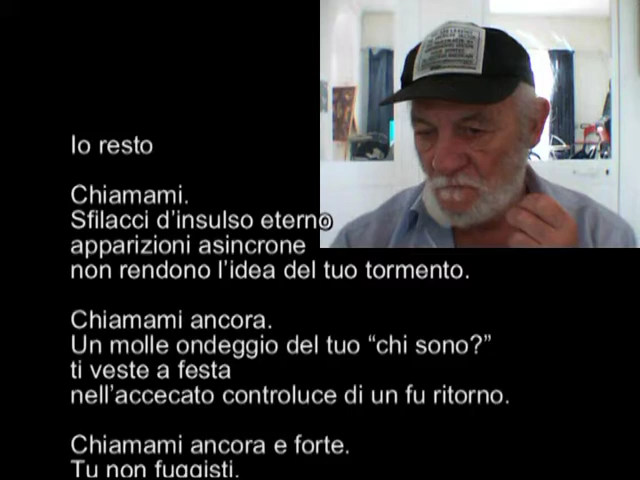 Io resto
Chiamami.
Sfilacci d'insulso eterno
apparizioni asincrone
non rendono l'idea del tuo tormento.
Chiamami ancora.
Un molle ondeggio del tuo “chi sono?”
ti veste a festa
nell'accecato controluce di un fu ritorno.
Chiamami ancora e forte.
Tu non fuggisti.